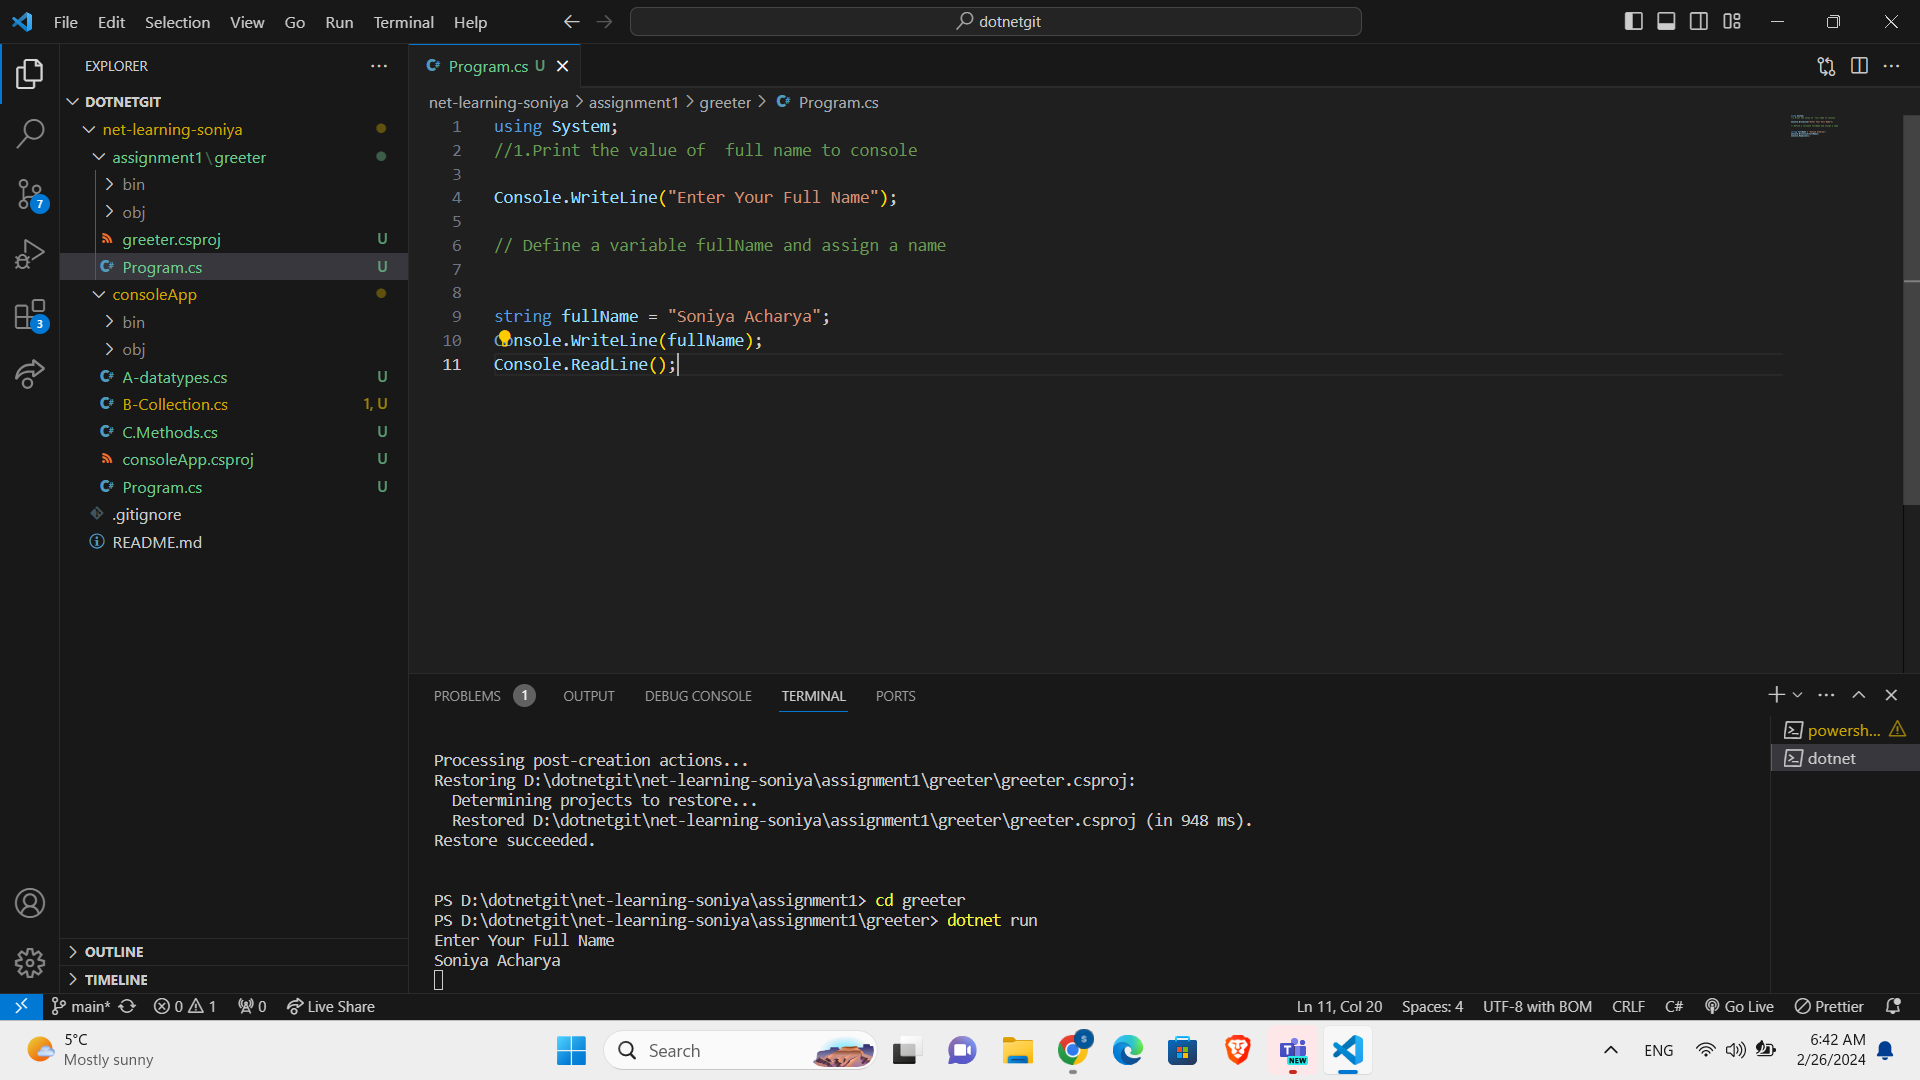 File Edit Selection View Go Run Terminal Help
dotnetgit
EXPLORER
DOTNETGIT
net-learning-soniya
assignment1 \ greeter
bin
obj
greeter.csproj U
Program.cs U
consoleApp
bin
obj
A-datatypes.cs U
B-Collection.cs 1, U
C.Methods.cs U
consoleApp.csproj U
Program.cs U
.gitignore
README.md
OUTLINE
TIMELINE
7
3
Program.cs U
net-learning-soniya > assignment1 > greeter > Program.cs
1 using System;
2 //1.Print the value of  full name to console
3
4 Console.WriteLine("Enter Your Full Name");
5
6 // Define a variable fullName and assign a name
7
8
9 string fullName = "Soniya Acharya";
10 Console.WriteLine(fullName);
11 Console.ReadLine();
PROBLEMS 1 OUTPUT DEBUG CONSOLE TERMINAL PORTS
powersh...
dotnet
Processing post-creation actions...
Restoring D:\dotnetgit\net-learning-soniya\assignment1\greeter\greeter.csproj:
  Determining projects to restore...
  Restored D:\dotnetgit\net-learning-soniya\assignment1\greeter\greeter.csproj (in 948 ms).
Restore succeeded.
PS D:\dotnetgit\net-learning-soniya\assignment1> cd greeter
PS D:\dotnetgit\net-learning-soniya\assignment1\greeter> dotnet run
Enter Your Full Name
Soniya Acharya
main* 0 1 0 Live Share Ln 11, Col 20 Spaces: 4 UTF-8 with BOM CRLF C# Go Live Prettier
5°C
Mostly sunny
Search
S
NEW
ENG
6:42 AM
2/26/2024